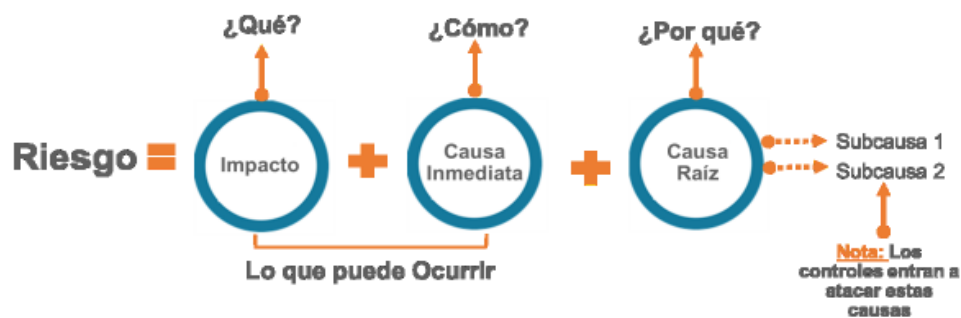 ¿Qué?
¿Cómo?
¿Por qué?
Riesgo =
Impacto
+
Causa
Inmediata
+
Causa
Raíz
Subcausa 1
Subcausa 2
Lo que puede Ocurrir
Nota: Los
controles entran a
atacar estas
causas